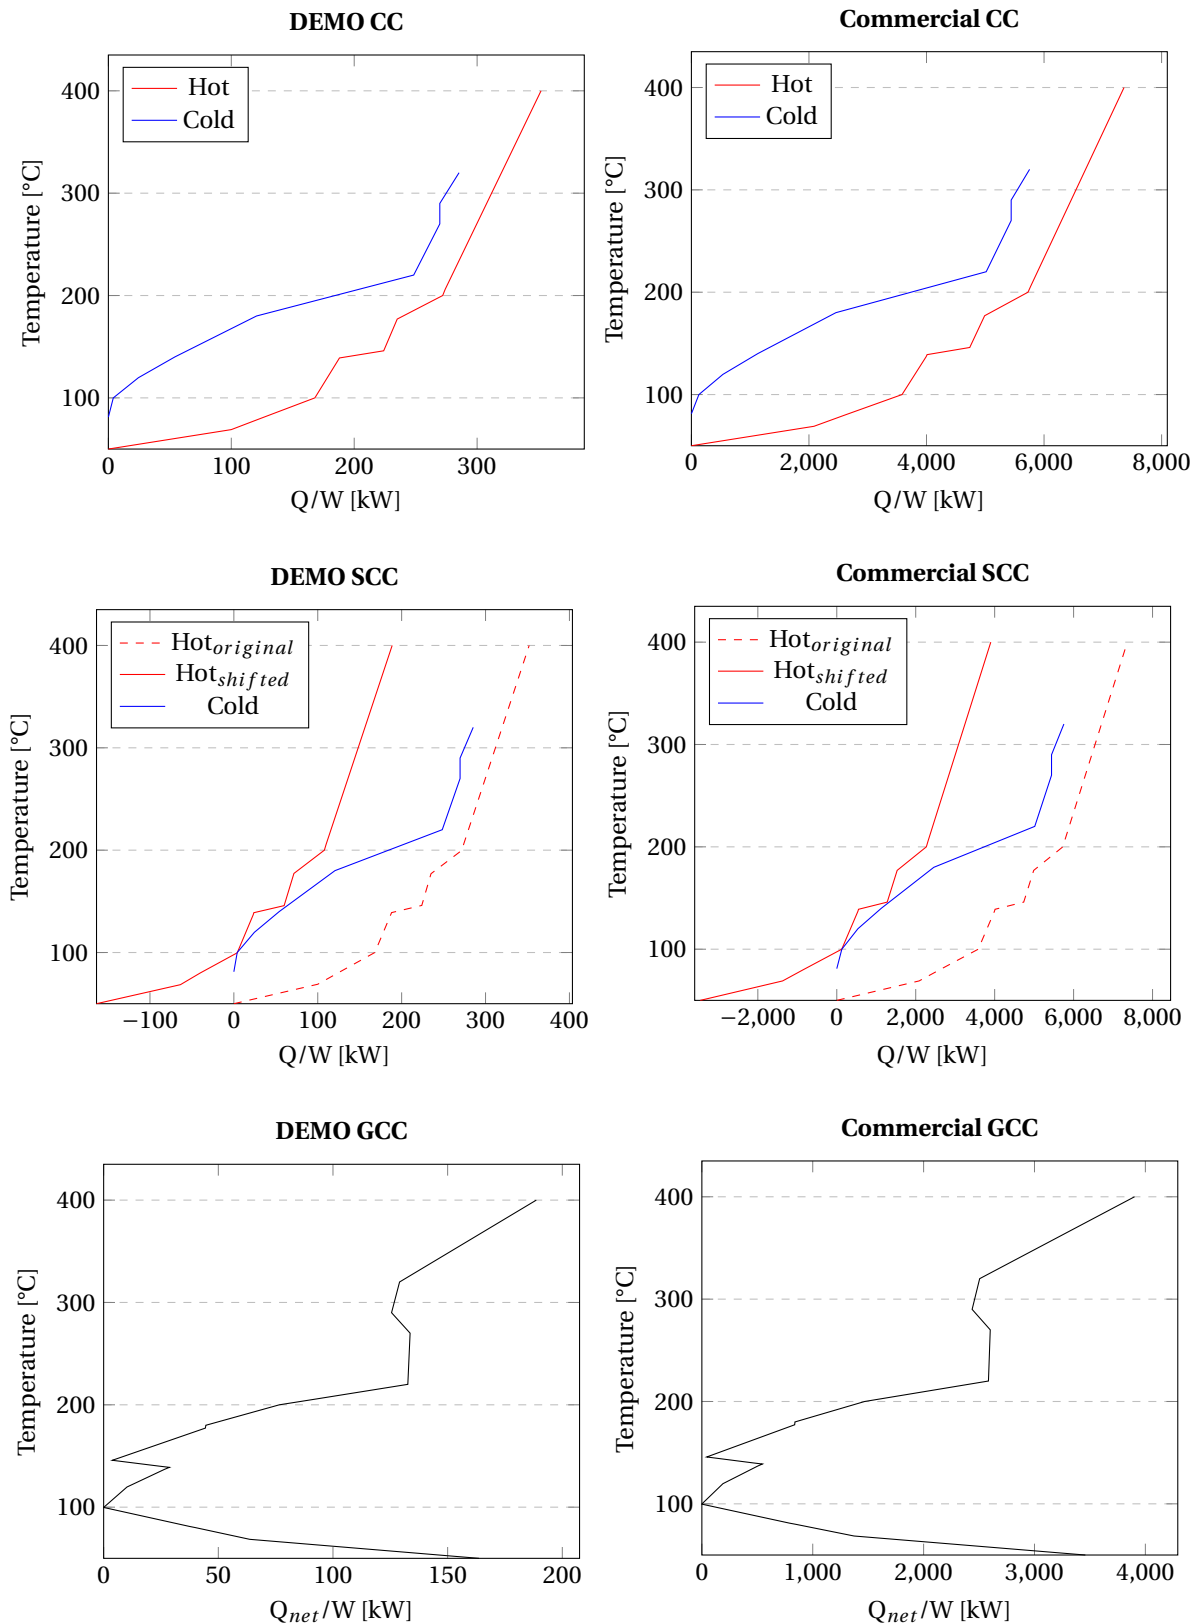 DEMO CC
Hot
Cold
400
300
200
100
0
100
200
300
Temperature [°C]
Q/W [kW]
Commercial CC
Hot
Cold
400
300
200
100
0
2,000
4,000
6,000
8,000
Temperature [°C]
Q/W [kW]
DEMO SCC
Hot_original
Hot_shifted
Cold
400
300
200
100
−100
0
100
200
300
400
Temperature [°C]
Q/W [kW]
Commercial SCC
Hot_original
Hot_shifted
Cold
400
300
200
100
−2,000
0
2,000
4,000
6,000
8,000
Temperature [°C]
Q/W [kW]
DEMO GCC
400
300
200
100
0
50
100
150
200
Temperature [°C]
Q_net/W [kW]
Commercial GCC
400
300
200
100
0
1,000
2,000
3,000
4,000
Temperature [°C]
Q_net/W [kW]